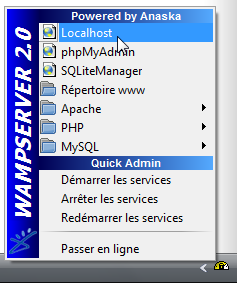 Powered by Anaska
Localhost
phpMyAdmin
SQLiteManager
Répertoire www
Apache
PHP
MySQL
Quick Admin
Démarrer les services
Arrêter les services
Redémarrer les services
Passer en ligne
WAMPSERVER 2.0